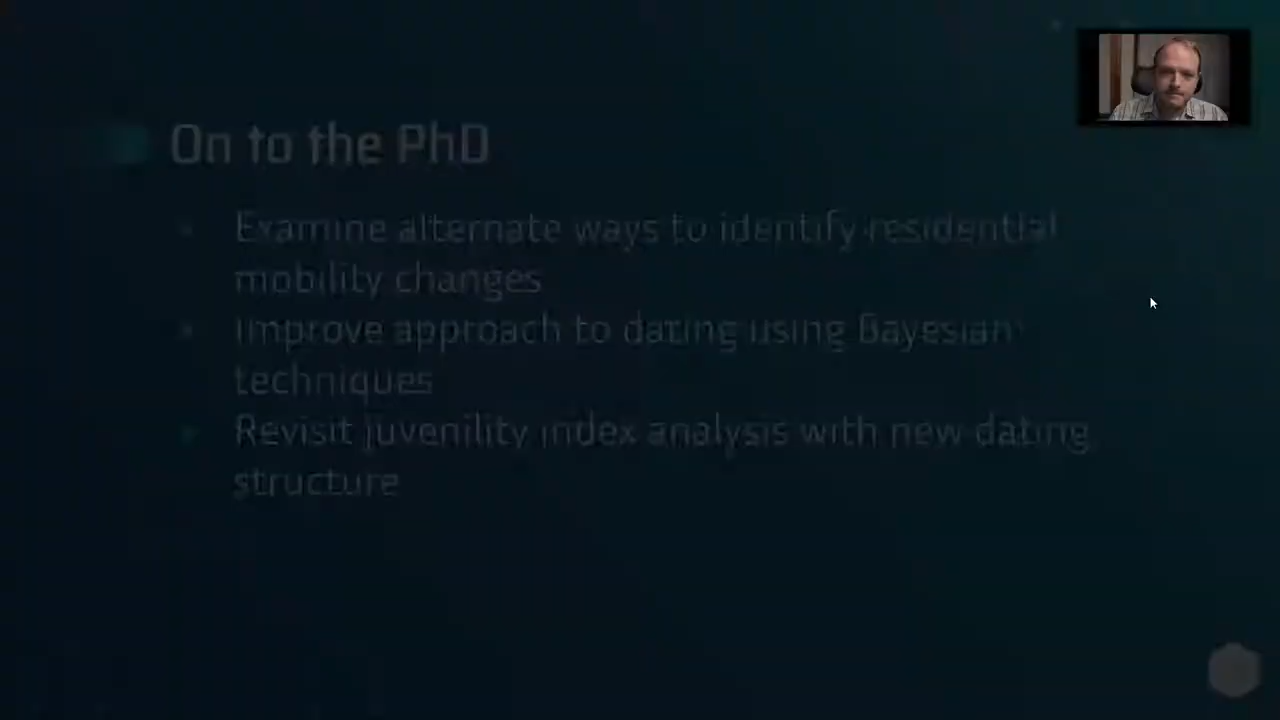 On to the PhD
Examine alternate ways to identify residential
mobility changes
Improve approach to dating using Bayesian
techniques
Revisit juvenility index analysis with new dating
structure